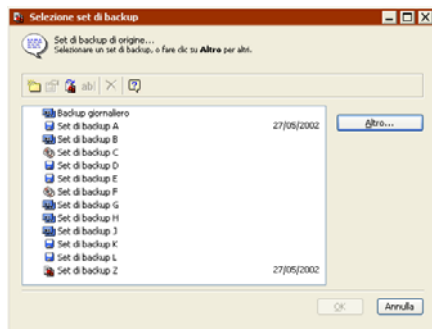 Selezione set di backup
Set di backup di origine...
Selezionare un set di backup, o fare clic su Altro per altri.
ab|
Backup giornaliero
Set di backup A 27/05/2002
Set di backup B
Set di backup C
Set di backup D
Set di backup E
Set di backup F
Set di backup G
Set di backup H
Set di backup J
Set di backup K
Set di backup L
Set di backup Z 27/05/2002
Altro...
OK
Annulla